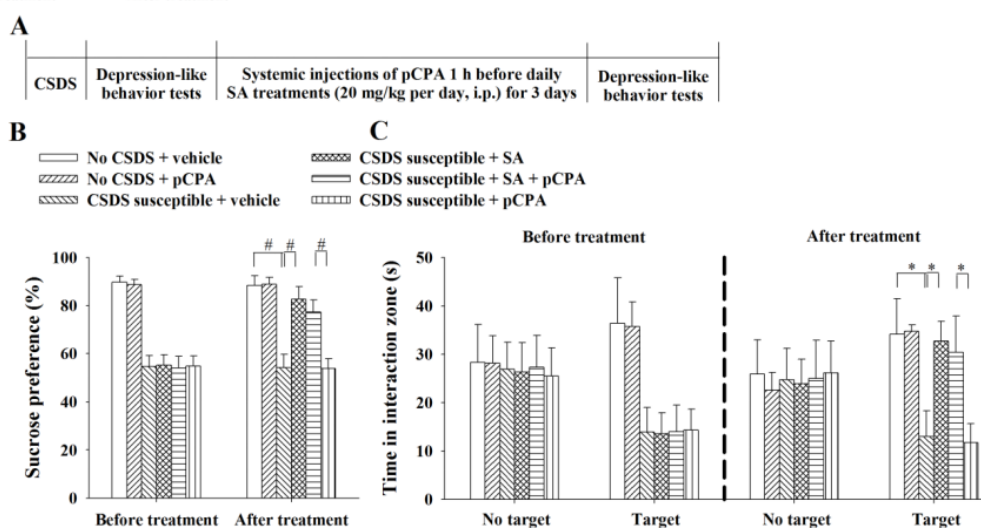 A
CSDS
Depression-like
behavior tests
Systemic injections of pCPA 1 h before daily
SA treatments (20 mg/kg per day, i.p.) for 3 days
Depression-like
behavior tests
B
C
No CSDS + vehicle
No CSDS + pCPA
CSDS susceptible + vehicle
CSDS susceptible + SA
CSDS susceptible + SA + pCPA
CSDS susceptible + pCPA
Sucrose preference (%)
100
80
60
40
20
0
# # #
Before treatment After treatment
Time in interaction zone (s)
Before treatment After treatment
50
40
30
20
10
0
* * *
No target Target No target Target